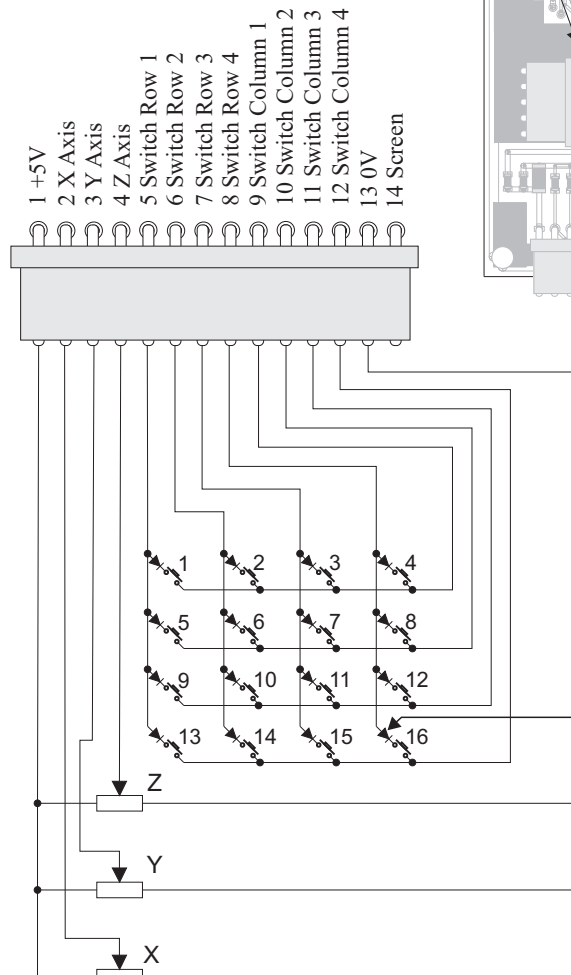 1 +5V
2 X Axis
3 Y Axis
4 Z Axis
5 Switch Row 1
6 Switch Row 2
7 Switch Row 3
8 Switch Row 4
9 Switch Column 1
10 Switch Column 2
11 Switch Column 3
12 Switch Column 4
13 0V
14 Screen
1 2 3 4
5 6 7 8
9 10 11 12
13 14 15 16
Z
Y
X